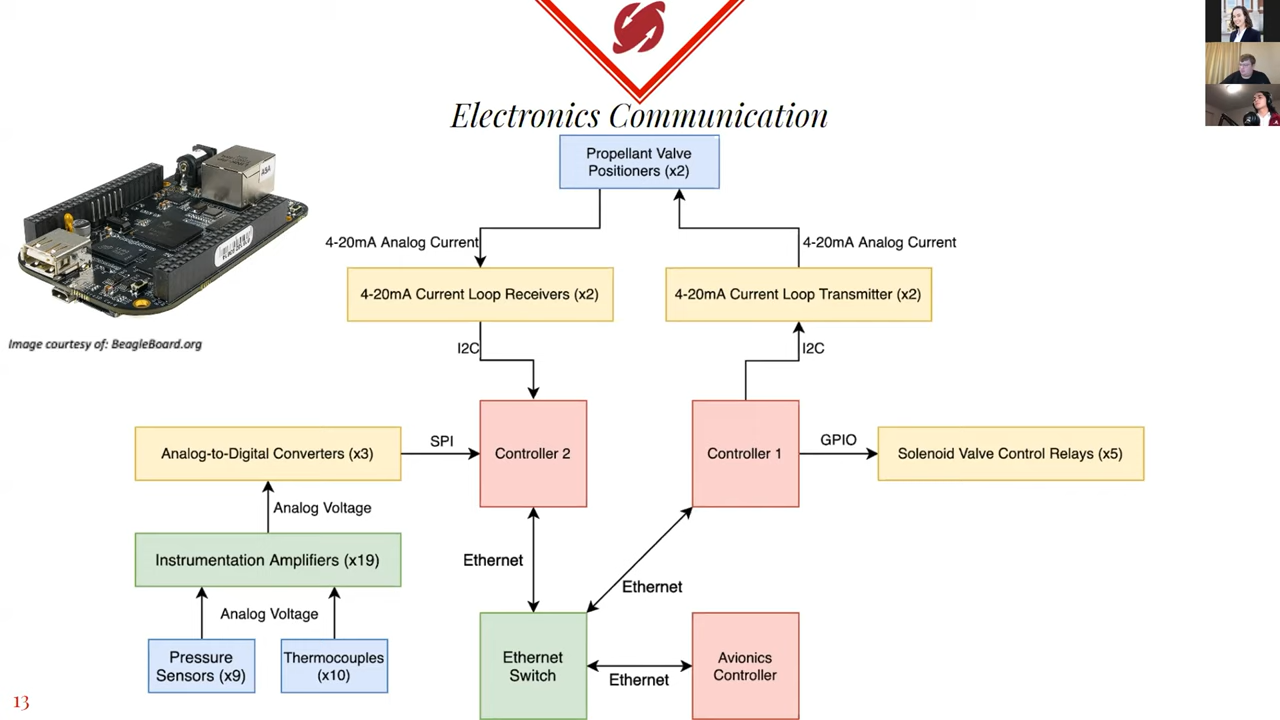 Electronics Communication
Propellant Valve
Positioners (x2)
4-20mA Analog Current
4-20mA Analog Current
4-20mA Current Loop Receivers (x2)
4-20mA Current Loop Transmitter (x2)
Image courtesy of: BeagleBoard.org
I2C
I2C
Analog-to-Digital Converters (x3)
SPI
Controller 2
Controller 1
GPIO
Solenoid Valve Control Relays (x5)
Analog Voltage
Instrumentation Amplifiers (x19)
Ethernet
Ethernet
Analog Voltage
Pressure
Sensors (x9)
Thermocouples
(x10)
Ethernet
Switch
Ethernet
Avionics
Controller
13